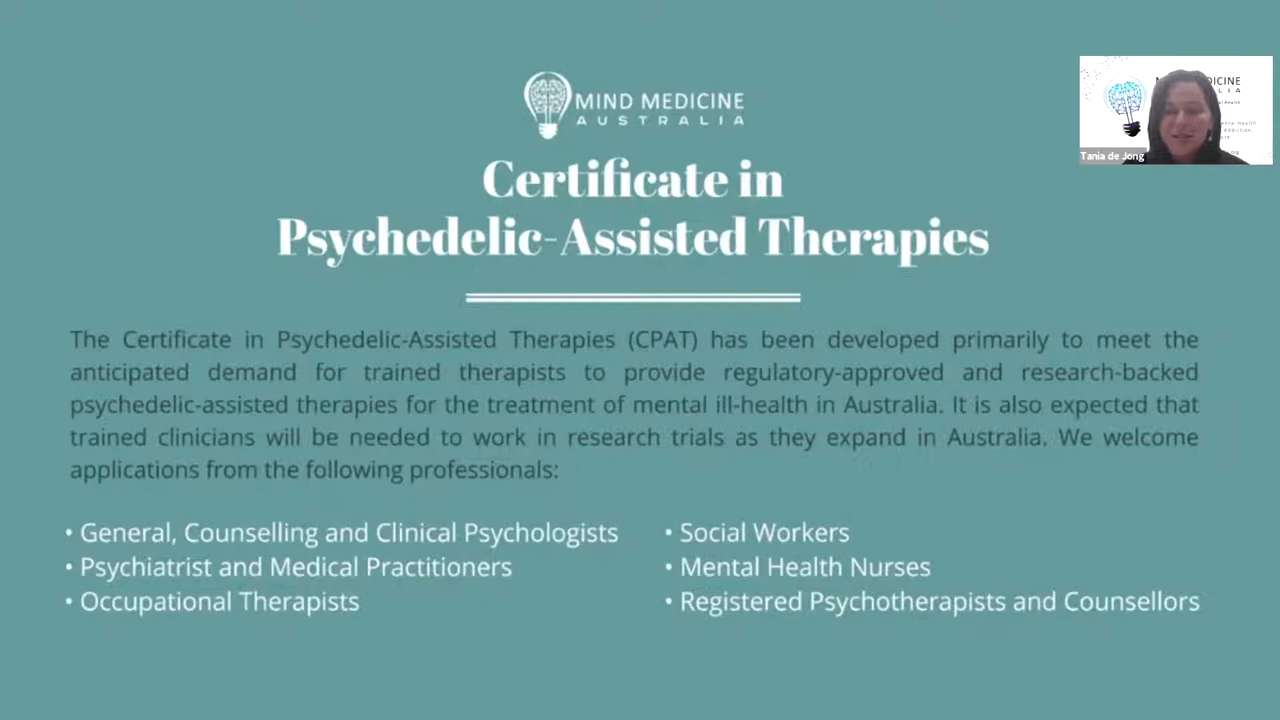 MIND MEDICINE
AUSTRALIA
Certificate in
Psychedelic-Assisted Therapies
The Certificate in Psychedelic-Assisted Therapies (CPAT) has been developed primarily to meet the
anticipated demand for trained therapists to provide regulatory-approved and research-backed
psychedelic-assisted therapies for the treatment of mental ill-health in Australia. It is also expected that
trained clinicians will be needed to work in research trials as they expand in Australia. We welcome
applications from the following professionals:
• General, Counselling and Clinical Psychologists
• Psychiatrist and Medical Practitioners
• Occupational Therapists
• Social Workers
• Mental Health Nurses
• Registered Psychotherapists and Counsellors
Tania de Jong